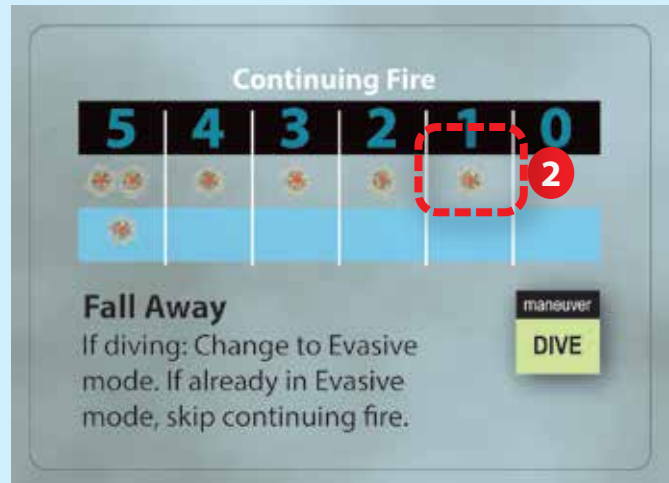 Continuing Fire
5 4 3 2 1 0
2
Fall Away
If diving: Change to Evasive
mode. If already in Evasive
mode, skip continuing fire.
maneuver
DIVE